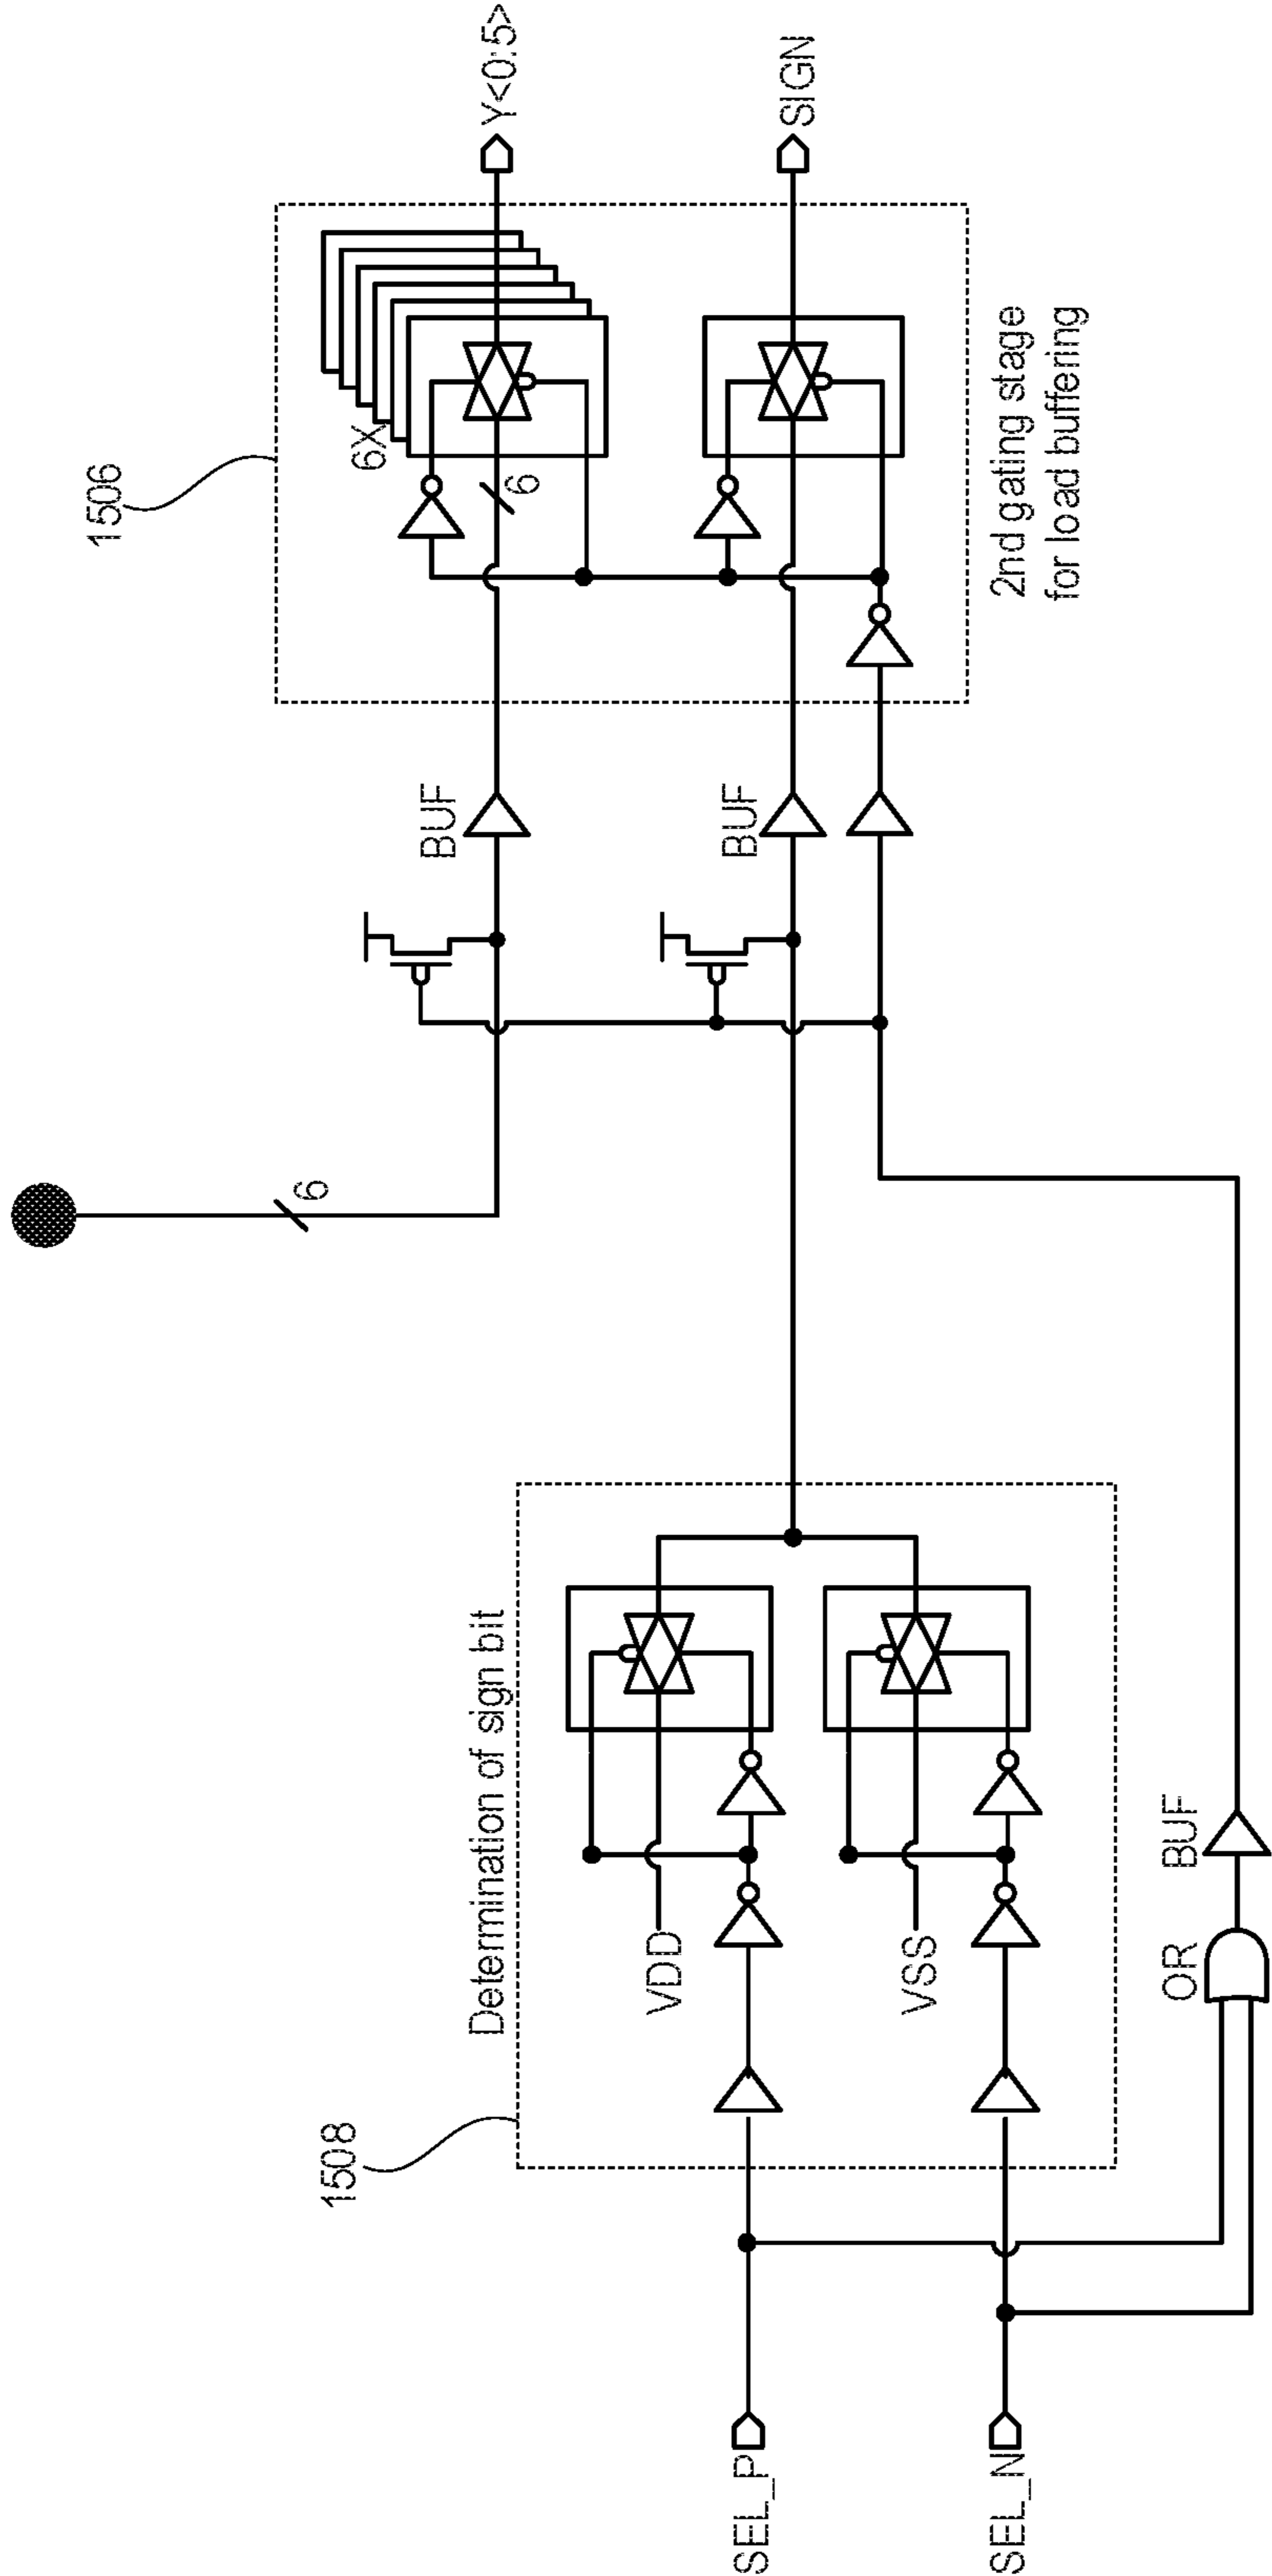 1506
6X
6
Y<0:5>
SIGN
2nd gating stage
for load buffering
BUF
BUF
6
1508
Determination of sign bit
VDD
VSS
SEL_P
SEL_N
OR
BUF